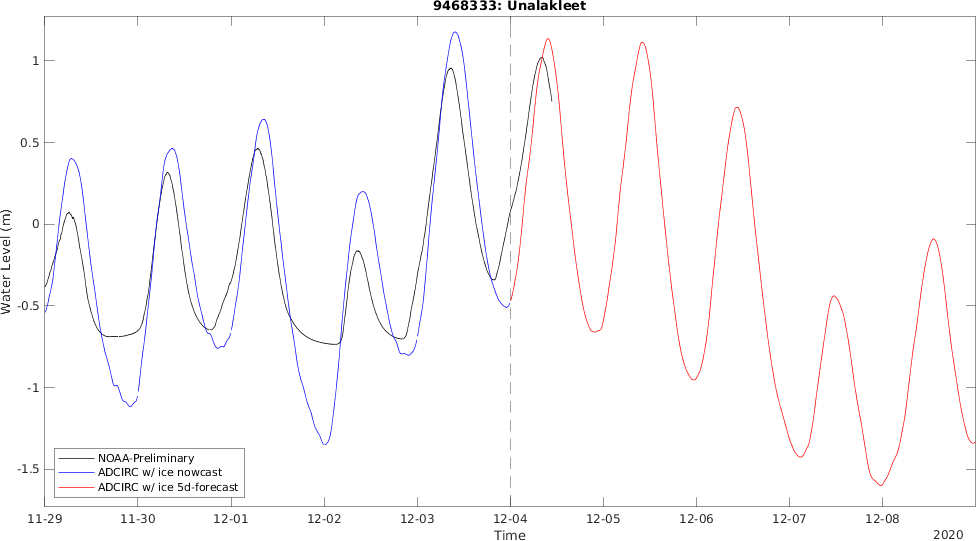 9468333: Unalakleet
Water Level (m)
1
0.5
0
-0.5
-1
-1.5
NOAA-Preliminary
ADCIRC w/ ice nowcast
ADCIRC w/ ice 5d-forecast
11-29 11-30 12-01 12-02 12-03 12-04 12-05 12-06 12-07 12-08
Time
2020